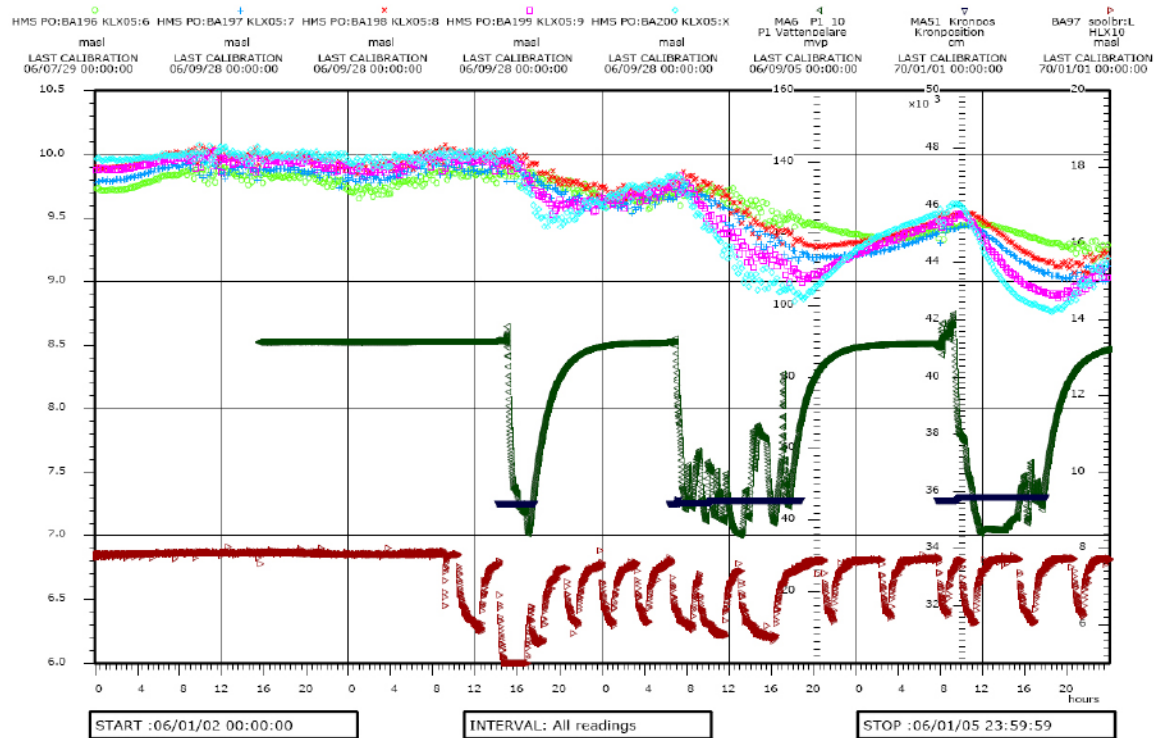 HMS PO:BA196 KLX05:6 HMS PO:BA197 KLX05:7 HMS PO:BA198 KLX05:8 HMS PO:BA199 KLX05:9 HMS PO:BA200 KLX05:X MA6 P1 10 MA51 Kronpos BA97 spolbr:L
P1 Vattenpelare Kronposition HLX10
masl masl masl masl masl mvp cm masl
LAST CALIBRATION LAST CALIBRATION LAST CALIBRATION LAST CALIBRATION LAST CALIBRATION LAST CALIBRATION LAST CALIBRATION LAST CALIBRATION
06/07/29 00:00:00 06/09/28 00:00:00 06/09/28 00:00:00 06/09/28 00:00:00 06/09/28 00:00:00 06/09/05 00:00:00 70/01/01 00:00:00 70/01/01 00:00:00
10.5 160 50 20
×10 3
48
10.0 140 18
9.5 46
120 16
9.0 44
100 14
42
8.5
80 40
8.0 12
38
7.5 10
36
40
7.0 34 8
6.5 20 32
6
6.0
0 4 8 12 16 20 0 4 8 12 16 20 0 4 8 12 16 20 0 4 8 12 16 20
hours
START :06/01/02 00:00:00 INTERVAL: All readings STOP :06/01/05 23:59:59